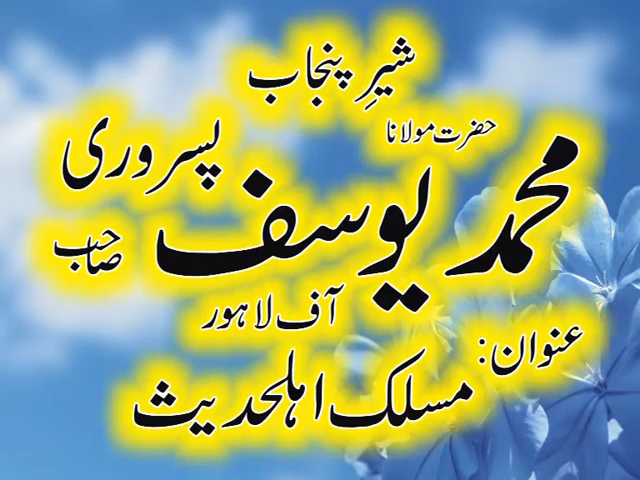 شیرِ پنجاب
حضرت مولانا
محمد یوسف پسروری صاحب
آف لاہور
عنوان:
مسلک اہلحدیث